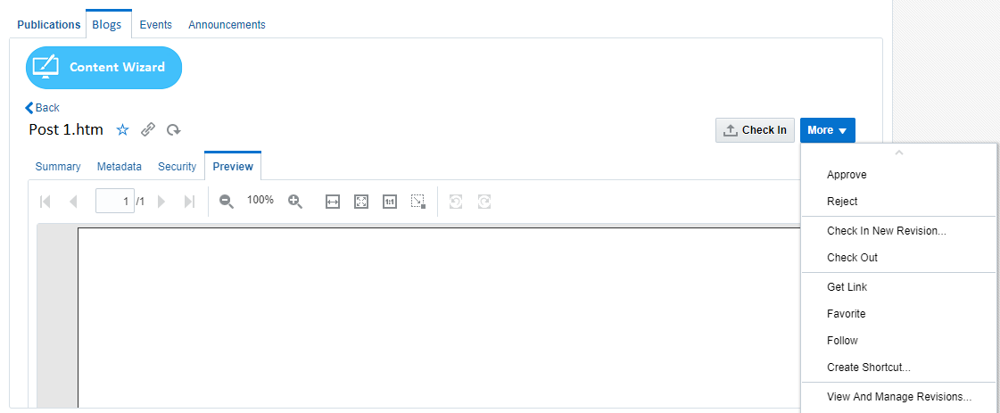 Publications Blogs Events Announcements
Content Wizard
Back
Post 1.htm
Check In More
Summary Metadata Security Preview
1 /1 100% 1:1
Approve
Reject
Check In New Revision...
Check Out
Get Link
Favorite
Follow
Create Shortcut...
View And Manage Revisions...